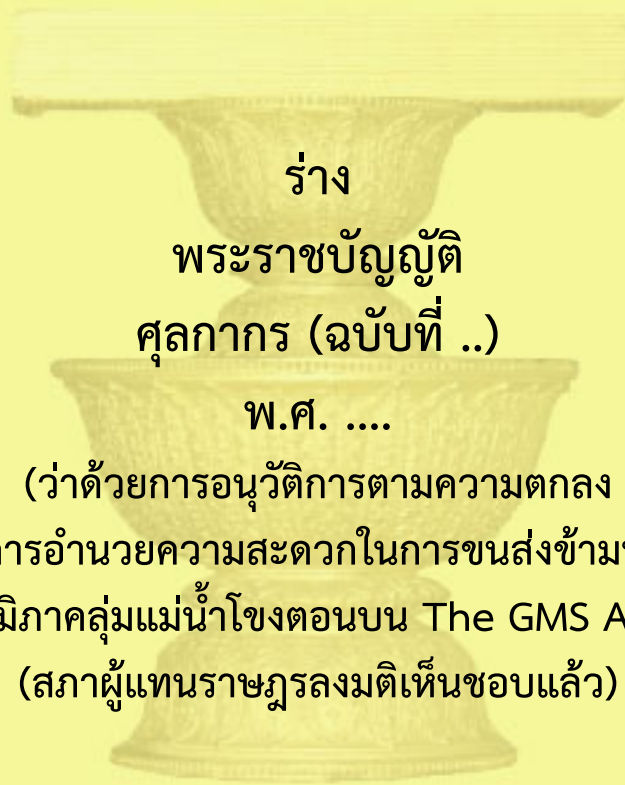 ร่าง
พระราชบัญญัติ
ศุลกากร (ฉบับที่ ..)
พ.ศ. ....
(ว่าด้วยการอนุวัติการตามความตกลง
การอำนวยความสะดวกในการขนส่งข้าม
ลุ่มแม่น้ำโขงตอนบน The GMS A
(สภาผู้แทนราษฎรลงมติเห็นชอบแล้ว)